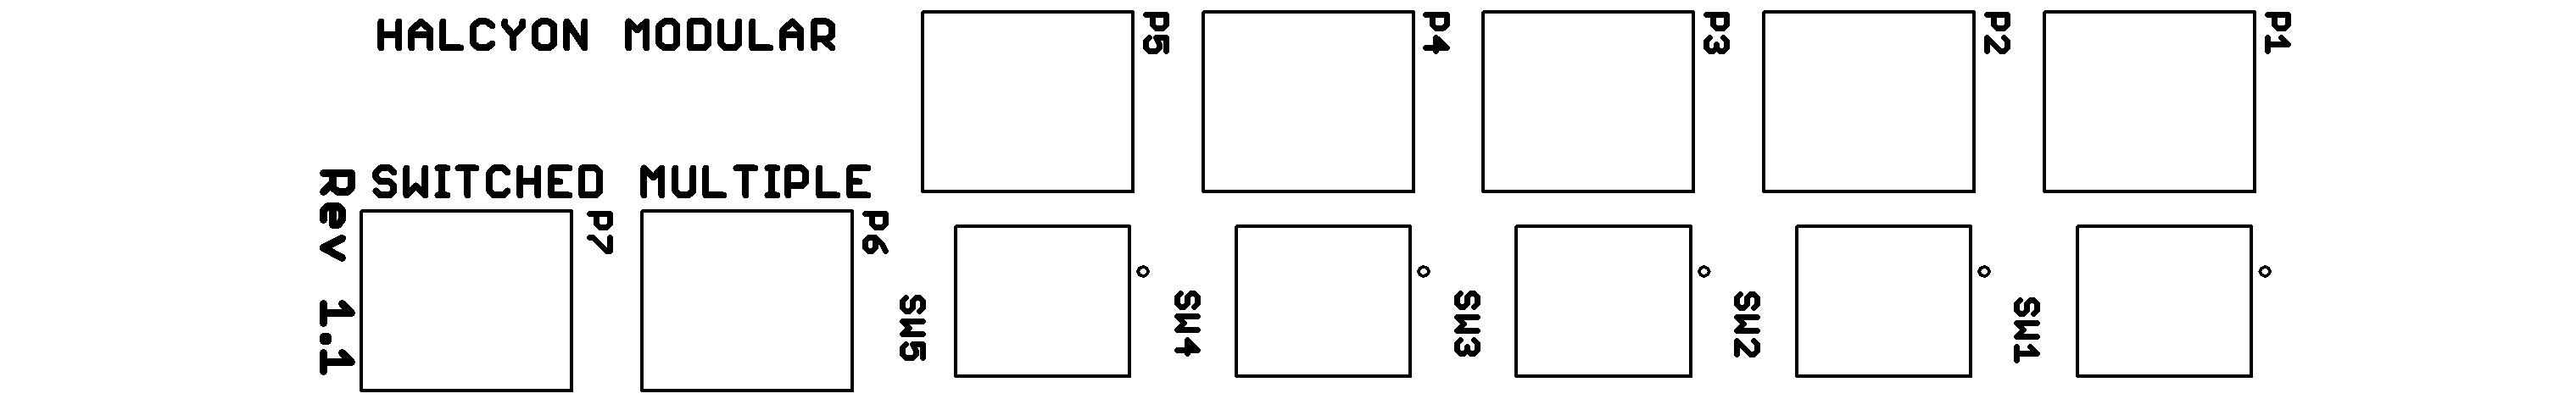 HALCYON MODULAR
P5
P4
P3
P2
P1
SWITCHED MULTIPLE
Rev 1.1
P7
P6
SW5
SW4
SW3
SW2
SW1